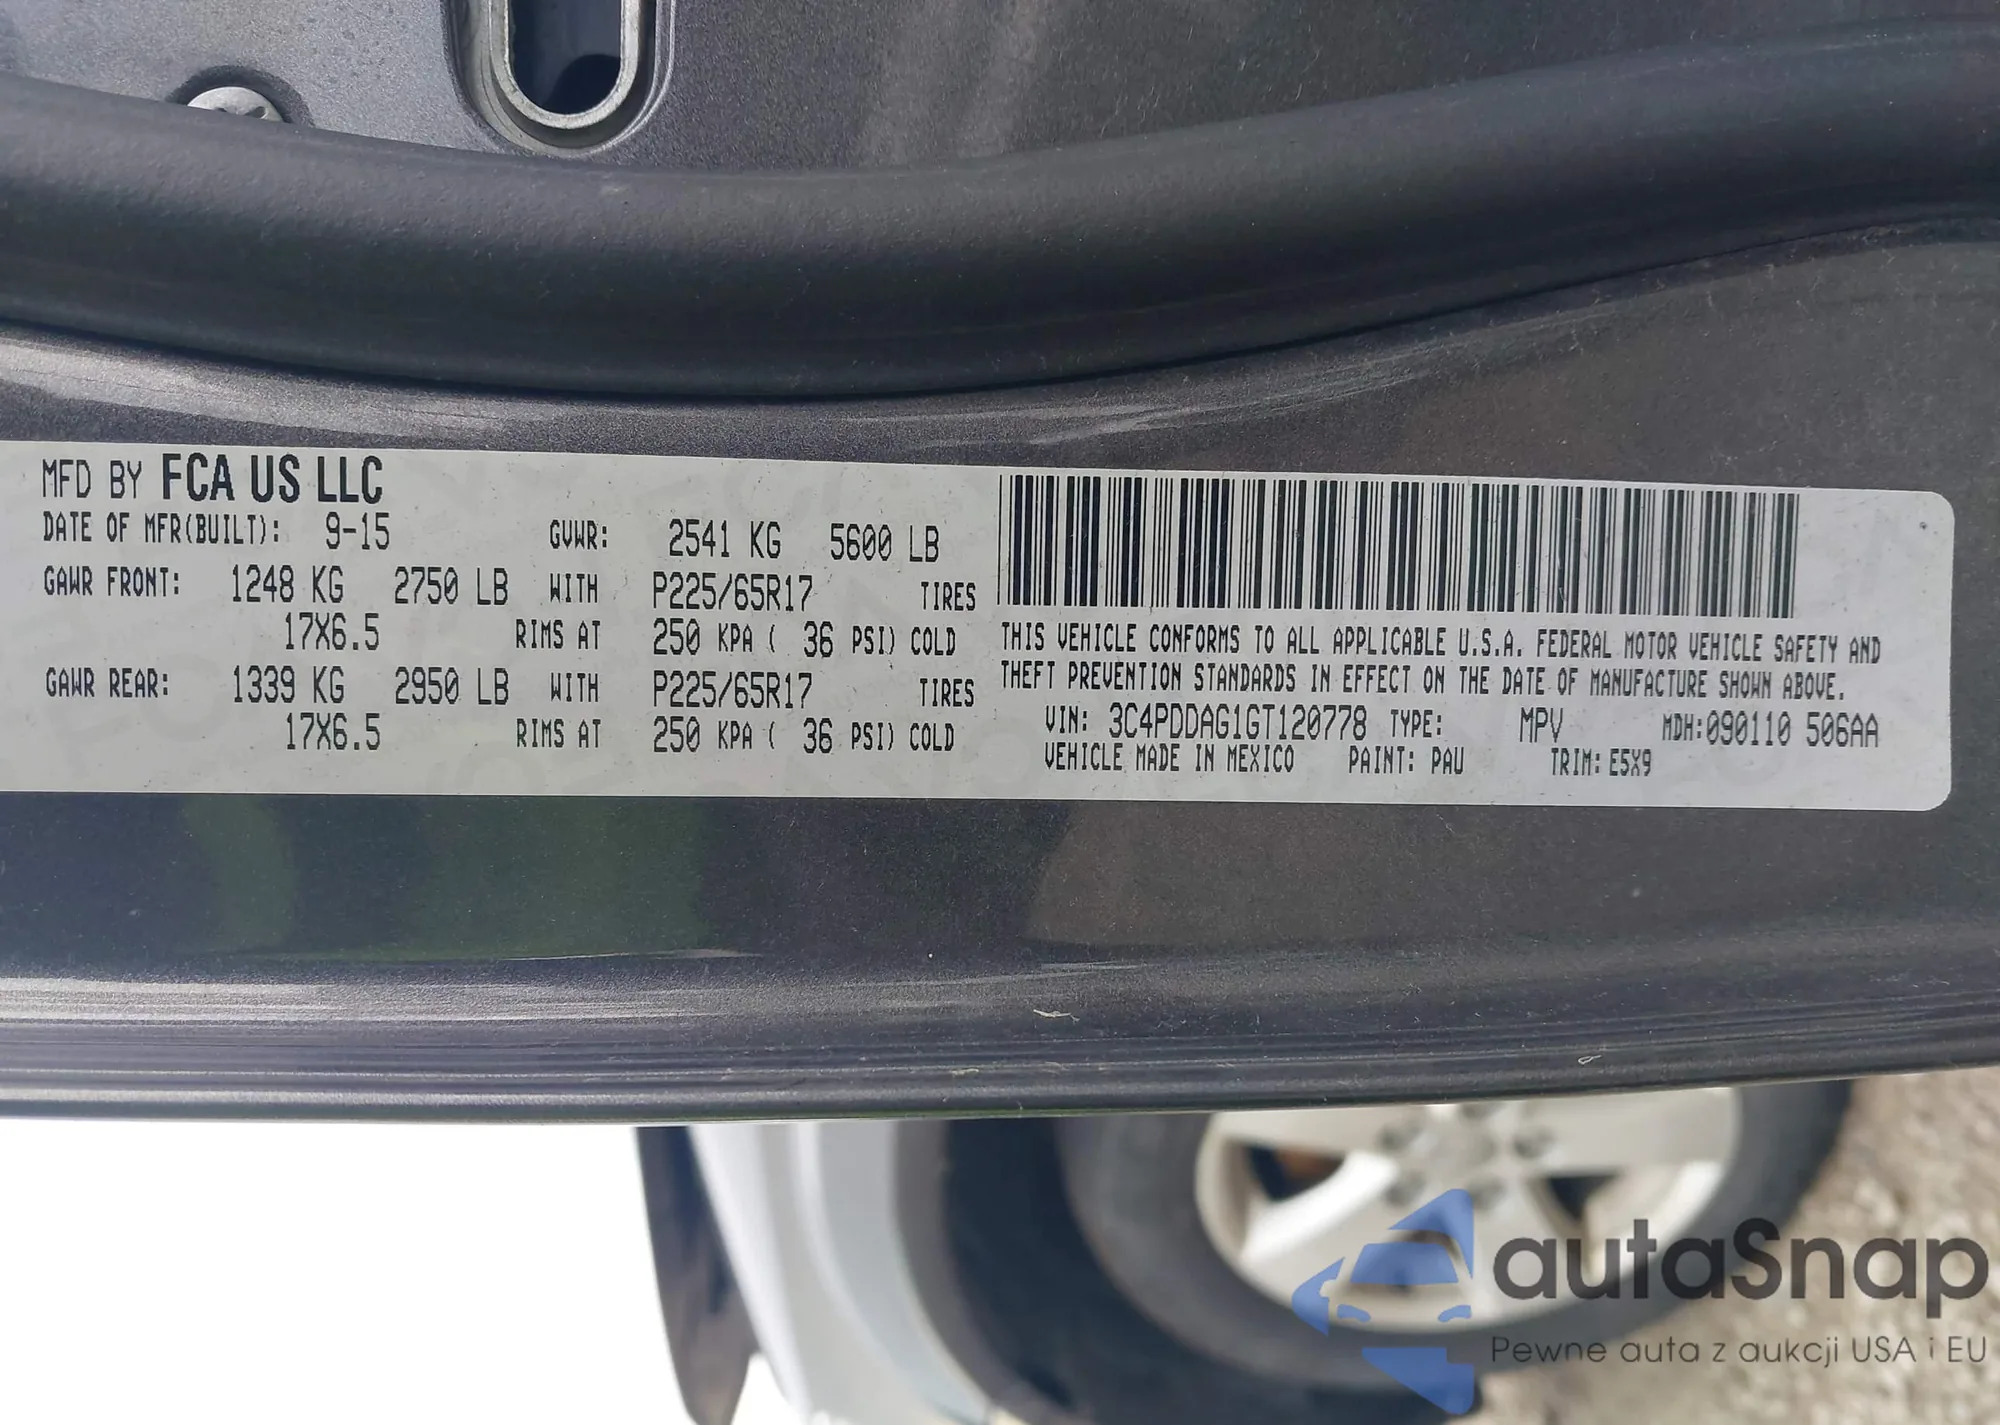 MFD BY FCA US LLC
DATE OF MFR(BUILT): 9-15 GVWR: 2541 KG 5600 LB
GAWR FRONT: 1248 KG 2750 LB WITH P225/65R17 TIRES
17X6.5 RIMS AT 250 KPA ( 36 PSI) COLD
GAWR REAR: 1339 KG 2950 LB WITH P225/65R17 TIRES
17X6.5 RIMS AT 250 KPA ( 36 PSI) COLD
THIS VEHICLE CONFORMS TO ALL APPLICABLE U.S.A. FEDERAL MOTOR VEHICLE SAFETY AND
THEFT PREVENTION STANDARDS IN EFFECT ON THE DATE OF MANUFACTURE SHOWN ABOVE.
VIN: 3C4PDDAG1GT120778 TYPE: MPV MDH:090110 506AA
VEHICLE MADE IN MEXICO PAINT: PAU TRIM: E5X9
autaSnap
Pewne auta z aukcji USA i EU